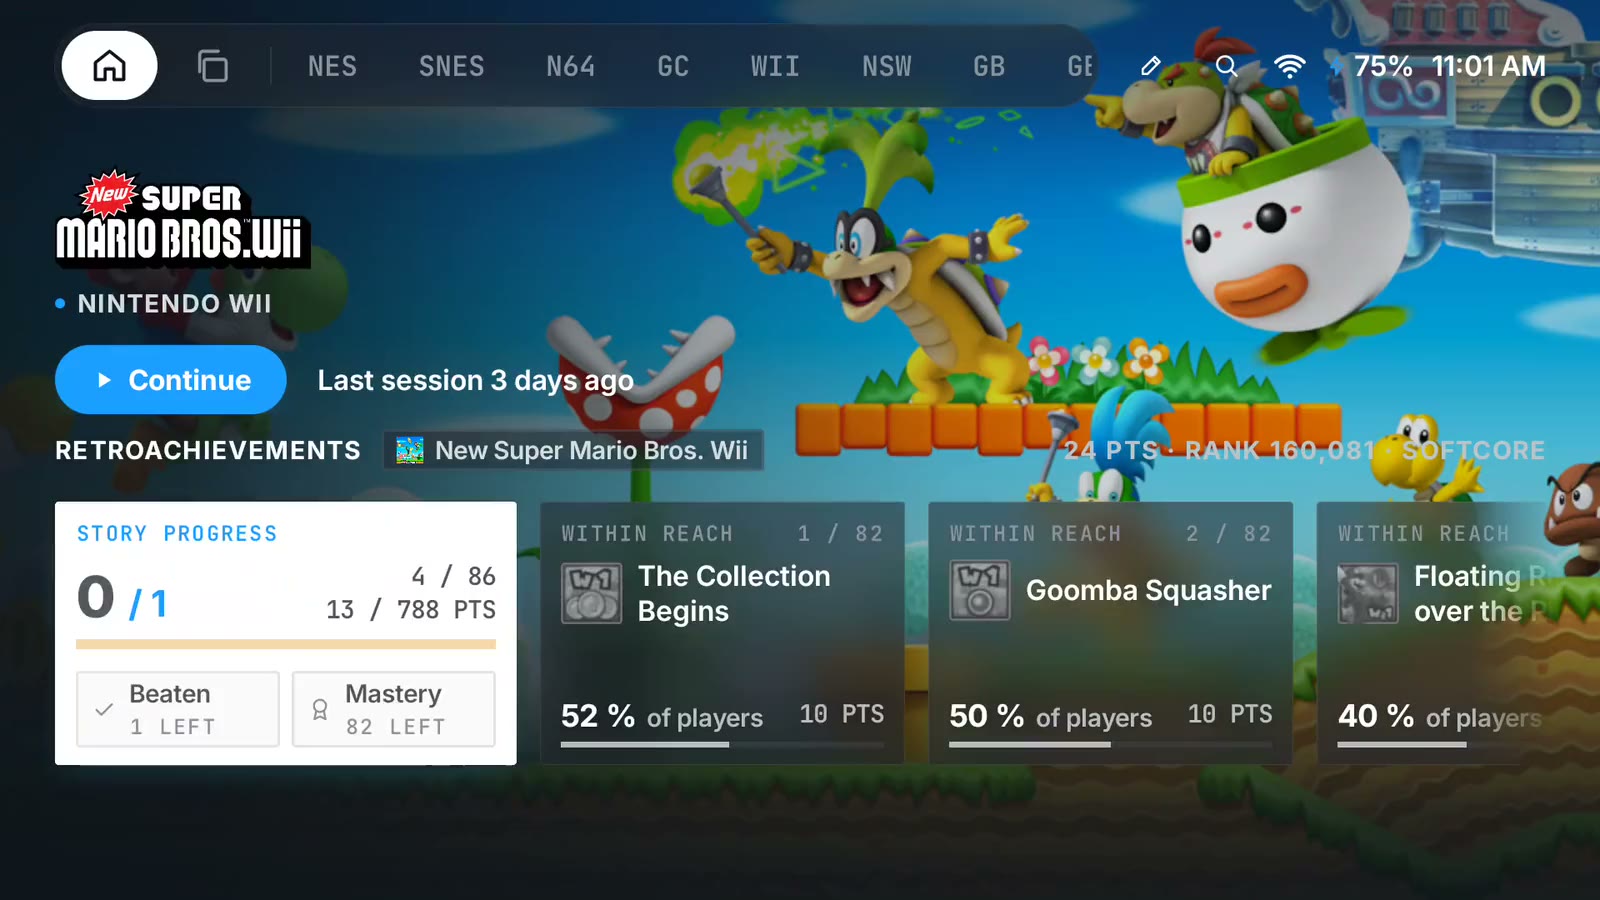 NES SNES N64 GC WII NSW GB
75% 11:01 AM
New SUPER
MARIO BROS.Wii
NINTENDO WII
Continue
Last session 3 days ago
RETROACHIEVEMENTS
New Super Mario Bros. Wii
24 PTS · RANK 160,081 · SOFTCORE
STORY PROGRESS
0 / 1
4 / 86
13 / 788 PTS
Beaten
1 LEFT
Mastery
82 LEFT
WITHIN REACH 1 / 82
W1
The Collection
Begins
52 % of players 10 PTS
WITHIN REACH 2 / 82
W1
Goomba Squasher
50 % of players 10 PTS
WITHIN REACH
W1
Floating
over the
40 % of players